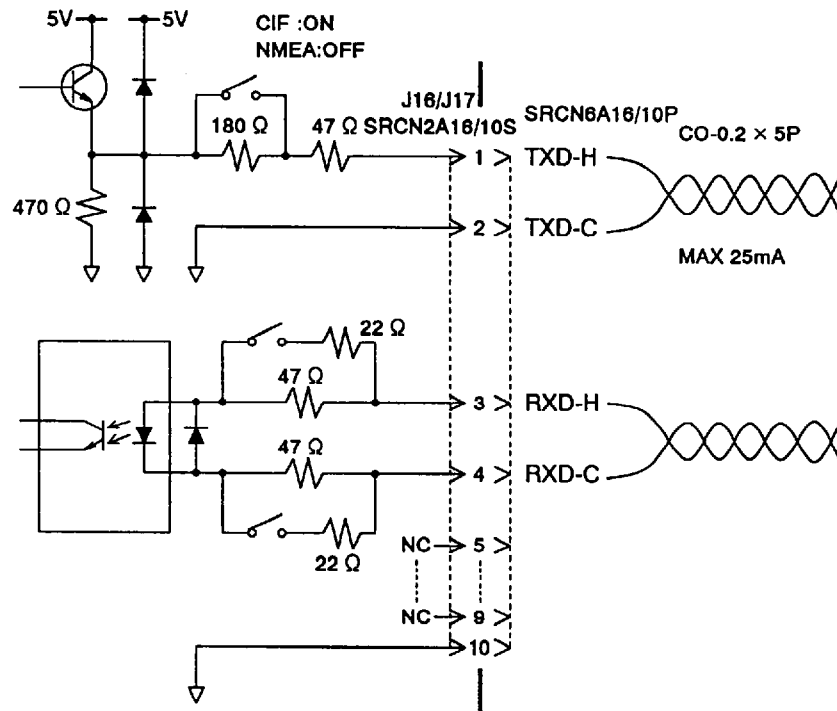 5V 5V
CIF :ON
NMEA:OFF
J16/J17
SRCN2A16/10S
SRCN6A16/10P
CO-0.2 × 5P
180 Ω
47 Ω
1
TXD-H
470 Ω
2
TXD-C
MAX 25mA
22 Ω
47 Ω
3
RXD-H
47 Ω
4
RXD-C
22 Ω
NC
5
NC
9
10